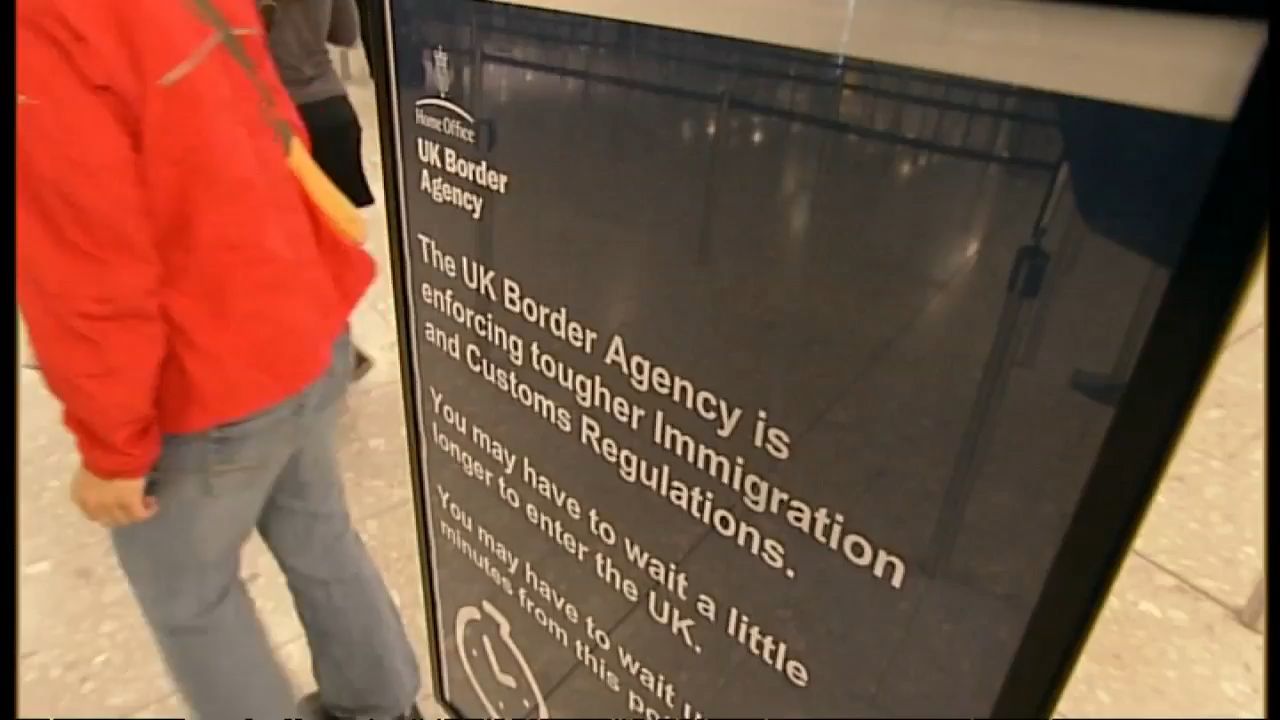 Home Office
UK Border
Agency
The UK Border Agency is
enforcing tougher Immigration
and Customs Regulations.
You may have to wait a little
longer to enter the UK.
You may have to wait
minutes from this